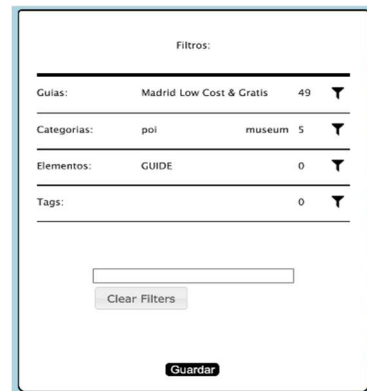 Filtros:
Guias: Madrid Low Cost & Gratis 49
Categorias: poi museum 5
Elementos: GUIDE 0
Tags: 0
Clear Filters
Guardar